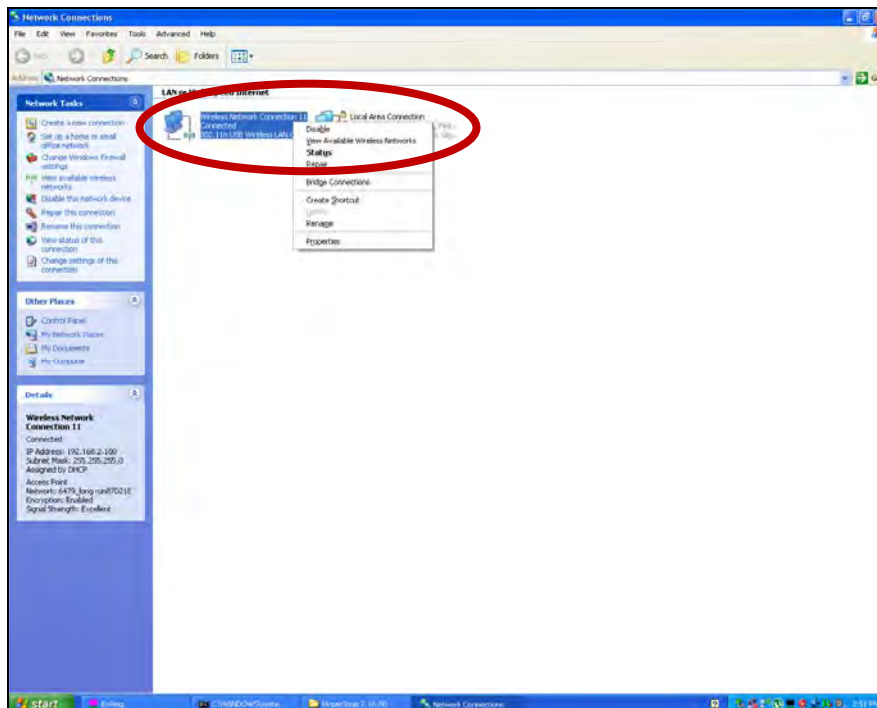 Network Connections
File Edit View Favorites Tools Advanced Help
Search Folders
Network Connections
LAN or Internet
Network Tasks
Create a new connection
Set up a home or small
office network
Change Windows Firewall
settings
View available wireless
networks
Disable this network device
Repair this connection
Rename this connection
View status of this
connection
Change settings of this
connection
Other Places
Control Panel
My Network Places
My Documents
My Computer
Details
Wireless Network
Connection 11
Connected
IP Address: 192.168.2.100
Subnet Mask: 255.255.255.0
Assigned by DHCP
Access Point
Encryption: Enabled
Signal Strength: Excellent
Wireless Network Connection 11
Connected
802.11n USB Wireless LAN
Local Area Connection
Disable
View Available Wireless Networks
Status
Repair
Bridge Connections
Create Shortcut
Rename
Properties
start
Network Connections